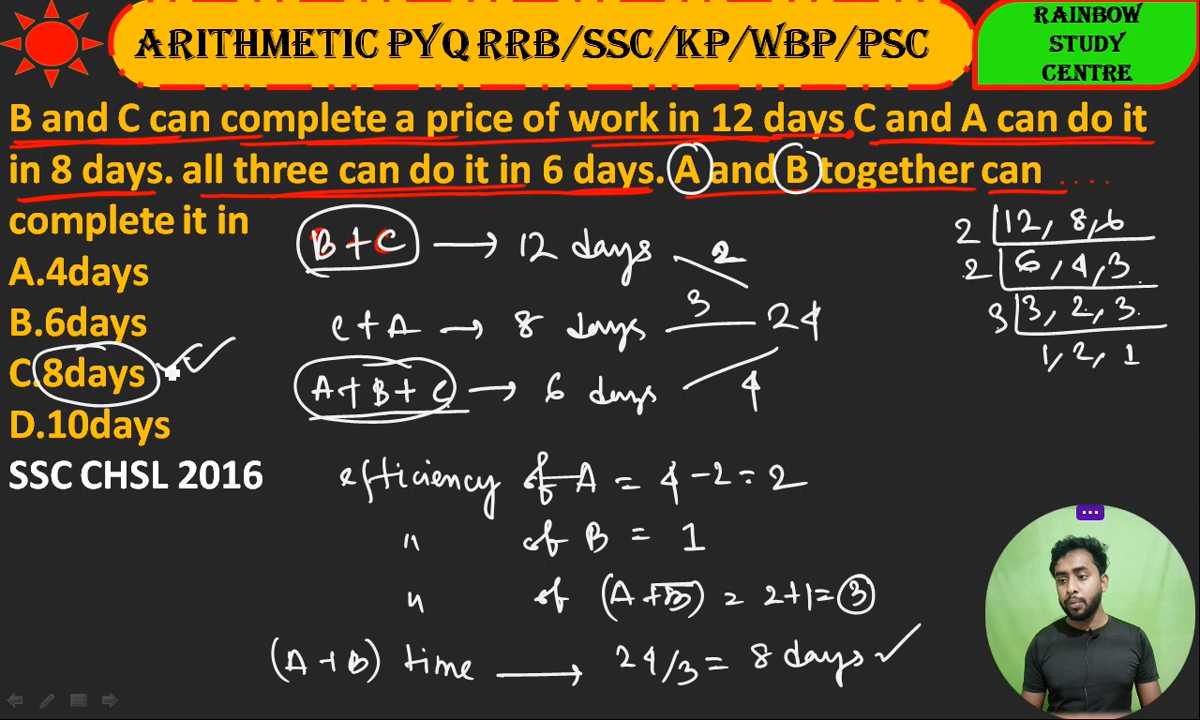 ARITHMETIC PYQ RRB/SSC/KP/WBP/PSC
RAINBOW
STUDY
CENTRE
B and C can complete a price of work in 12 days C and A can do it
in 8 days. all three can do it in 6 days. A and B together can ....
complete it in
A.4days
B.6days
C.8days
D.10days
SSC CHSL 2016
B + C → 12 days 2
C + A → 8 days 3 24
A + B + C → 6 days 4
2 | 12, 8, 6
2 | 6, 4, 3
3 | 3, 2, 3
1, 2, 1
efficiency of A = 4 - 2 = 2
" of B = 1
" of (A + B) = 2 + 1 = 3
(A + B) time → 24/3 = 8 days ✓